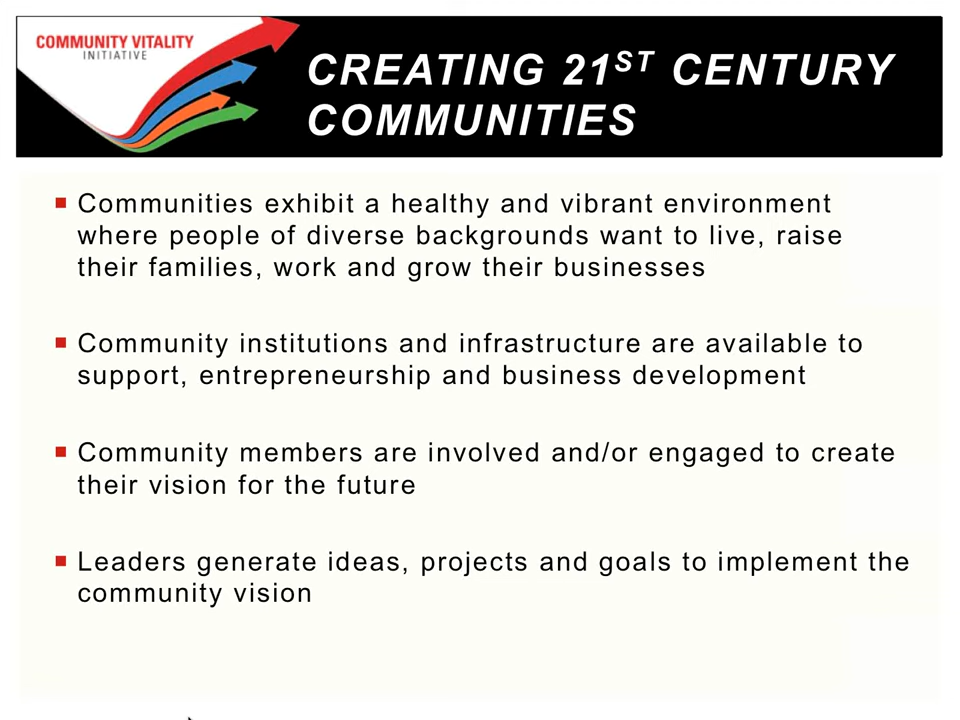 COMMUNITY VITALITY
INITIATIVE
CREATING 21ST CENTURY
COMMUNITIES
Communities exhibit a healthy and vibrant environment
where people of diverse backgrounds want to live, raise
their families, work and grow their businesses
Community institutions and infrastructure are available to
support, entrepreneurship and business development
Community members are involved and/or engaged to create
their vision for the future
Leaders generate ideas, projects and goals to implement the
community vision